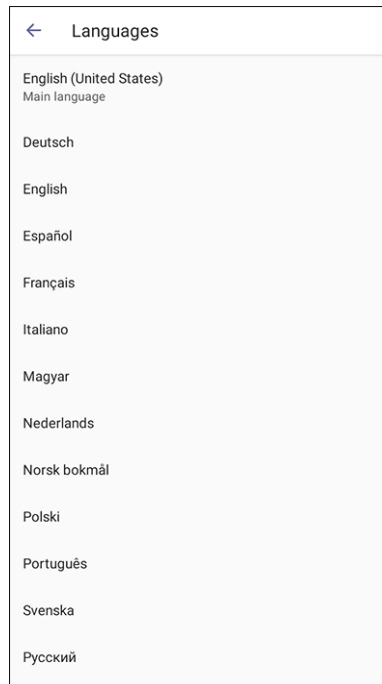 Languages
English (United States)
Main language
Deutsch
English
Español
Français
Italiano
Magyar
Nederlands
Norsk bokmål
Polski
Português
Svenska
Русский